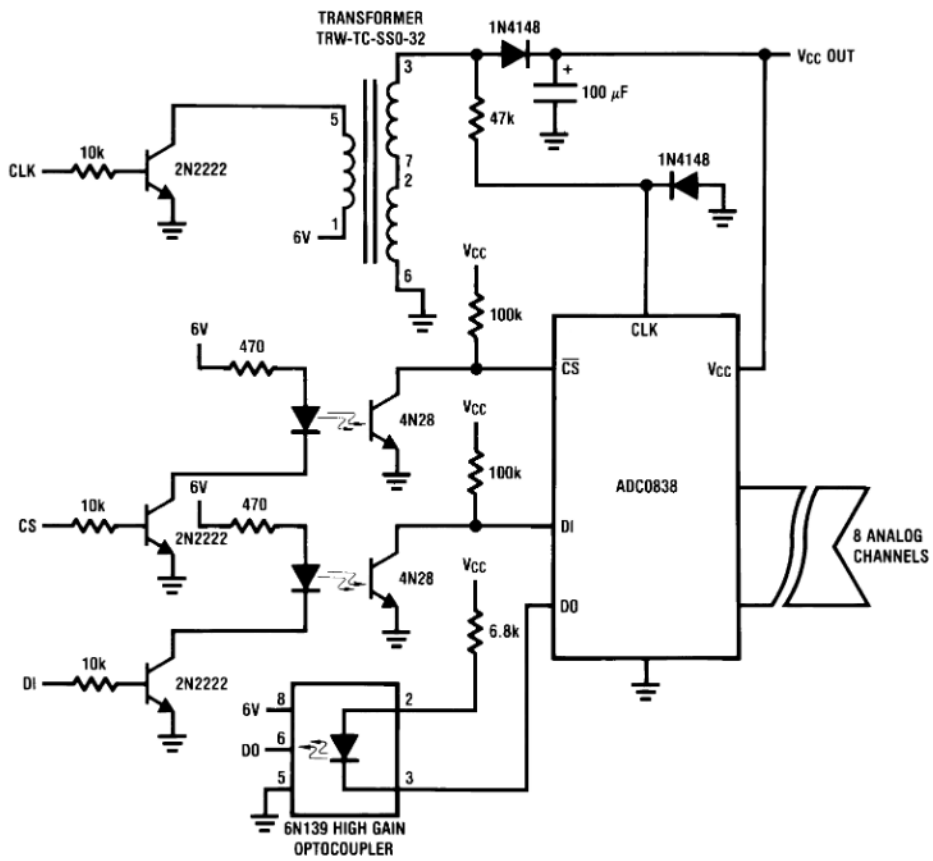 TRANSFORMER
TRW-TC-SSO-32
1N4148
3
+
VCC OUT
100 µF
5
47k
10k
CLK
2N2222
7
2
1N4148
1
6V
6
VCC
100k
CLK
6V
470
CS
VCC
4N28
VCC
100k
ADC0838
10k
6V
470
CS
2N2222
DI
8 ANALOG
CHANNELS
4N28
VCC
DO
6.8k
10k
DI
2N2222
2
6V
8
DO
6
5
3
6N139 HIGH GAIN
OPTOCOUPLER